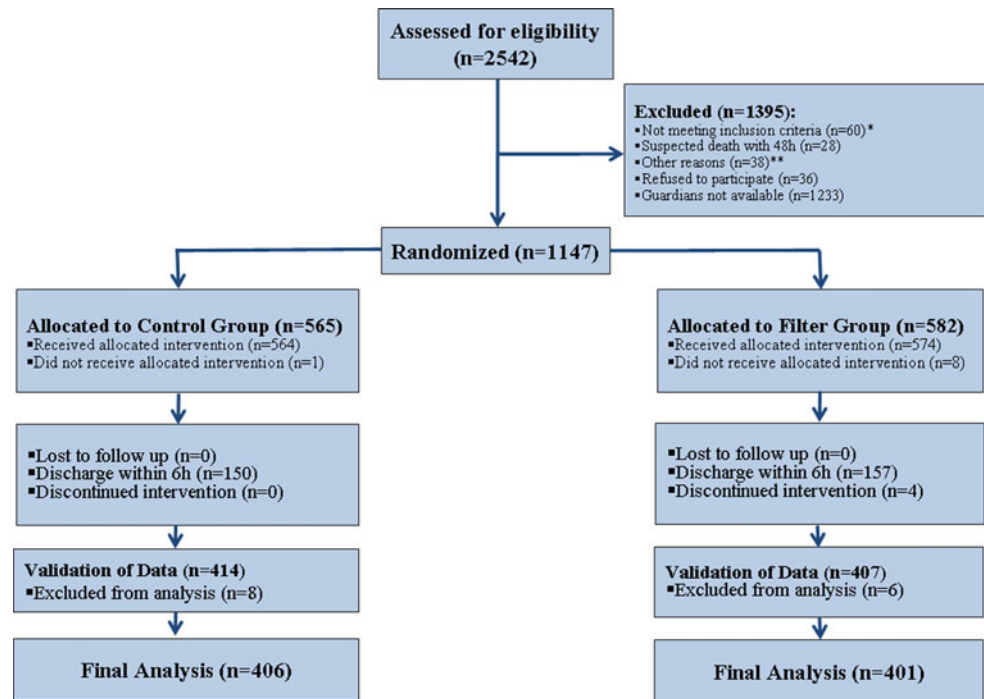 Assessed for eligibility
(n=2542)
Excluded (n=1395):
▪Not meeting inclusion criteria (n=60)*
▪Suspected death with 48h (n=28)
▪Other reasons (n=38)**
▪Refused to participate (n=36)
▪Guardians not available (n=1233)
Randomized (n=1147)
Allocated to Control Group (n=565)
▪Received allocated intervention (n=564)
▪Did not receive allocated intervention (n=1)
Allocated to Filter Group (n=582)
▪Received allocated intervention (n=574)
▪Did not receive allocated intervention (n=8)
▪Lost to follow up (n=0)
▪Discharge within 6h (n=150)
▪Discontinued intervention (n=0)
▪Lost to follow up (n=0)
▪Discharge within 6h (n=157)
▪Discontinued intervention (n=4)
Validation of Data (n=414)
▪Excluded from analysis (n=8)
Validation of Data (n=407)
▪Excluded from analysis (n=6)
Final Analysis (n=406)
Final Analysis (n=401)